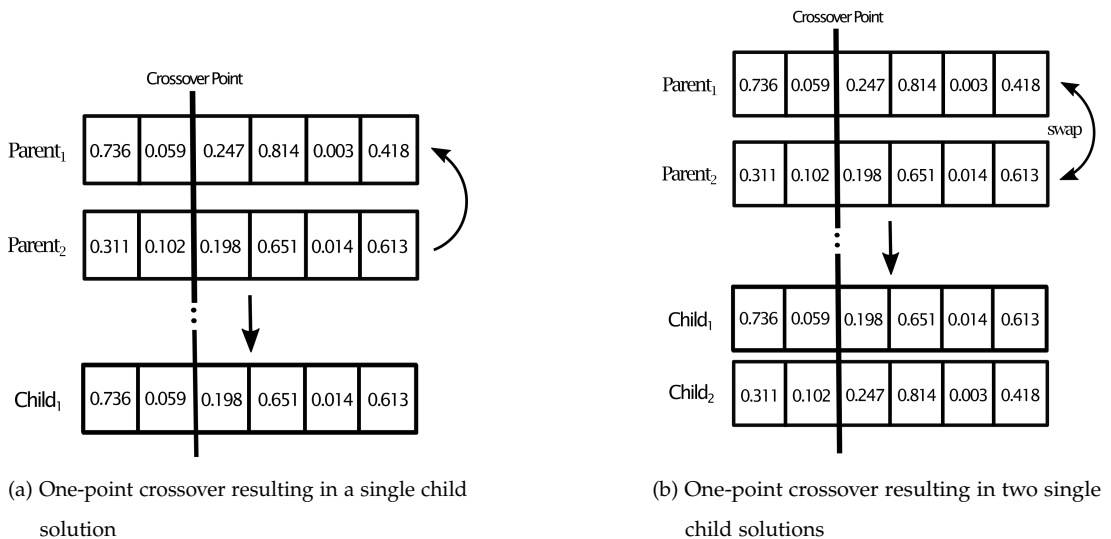 Crossover Point
Parent1 0.736 0.059 0.247 0.814 0.003 0.418
Parent2 0.311 0.102 0.198 0.651 0.014 0.613
Child1 0.736 0.059 0.198 0.651 0.014 0.613
(a) One-point crossover resulting in a single child
solution
Crossover Point
Parent1 0.736 0.059 0.247 0.814 0.003 0.418
swap
Parent2 0.311 0.102 0.198 0.651 0.014 0.613
Child1 0.736 0.059 0.198 0.651 0.014 0.613
Child2 0.311 0.102 0.247 0.814 0.003 0.418
(b) One-point crossover resulting in two single
child solutions